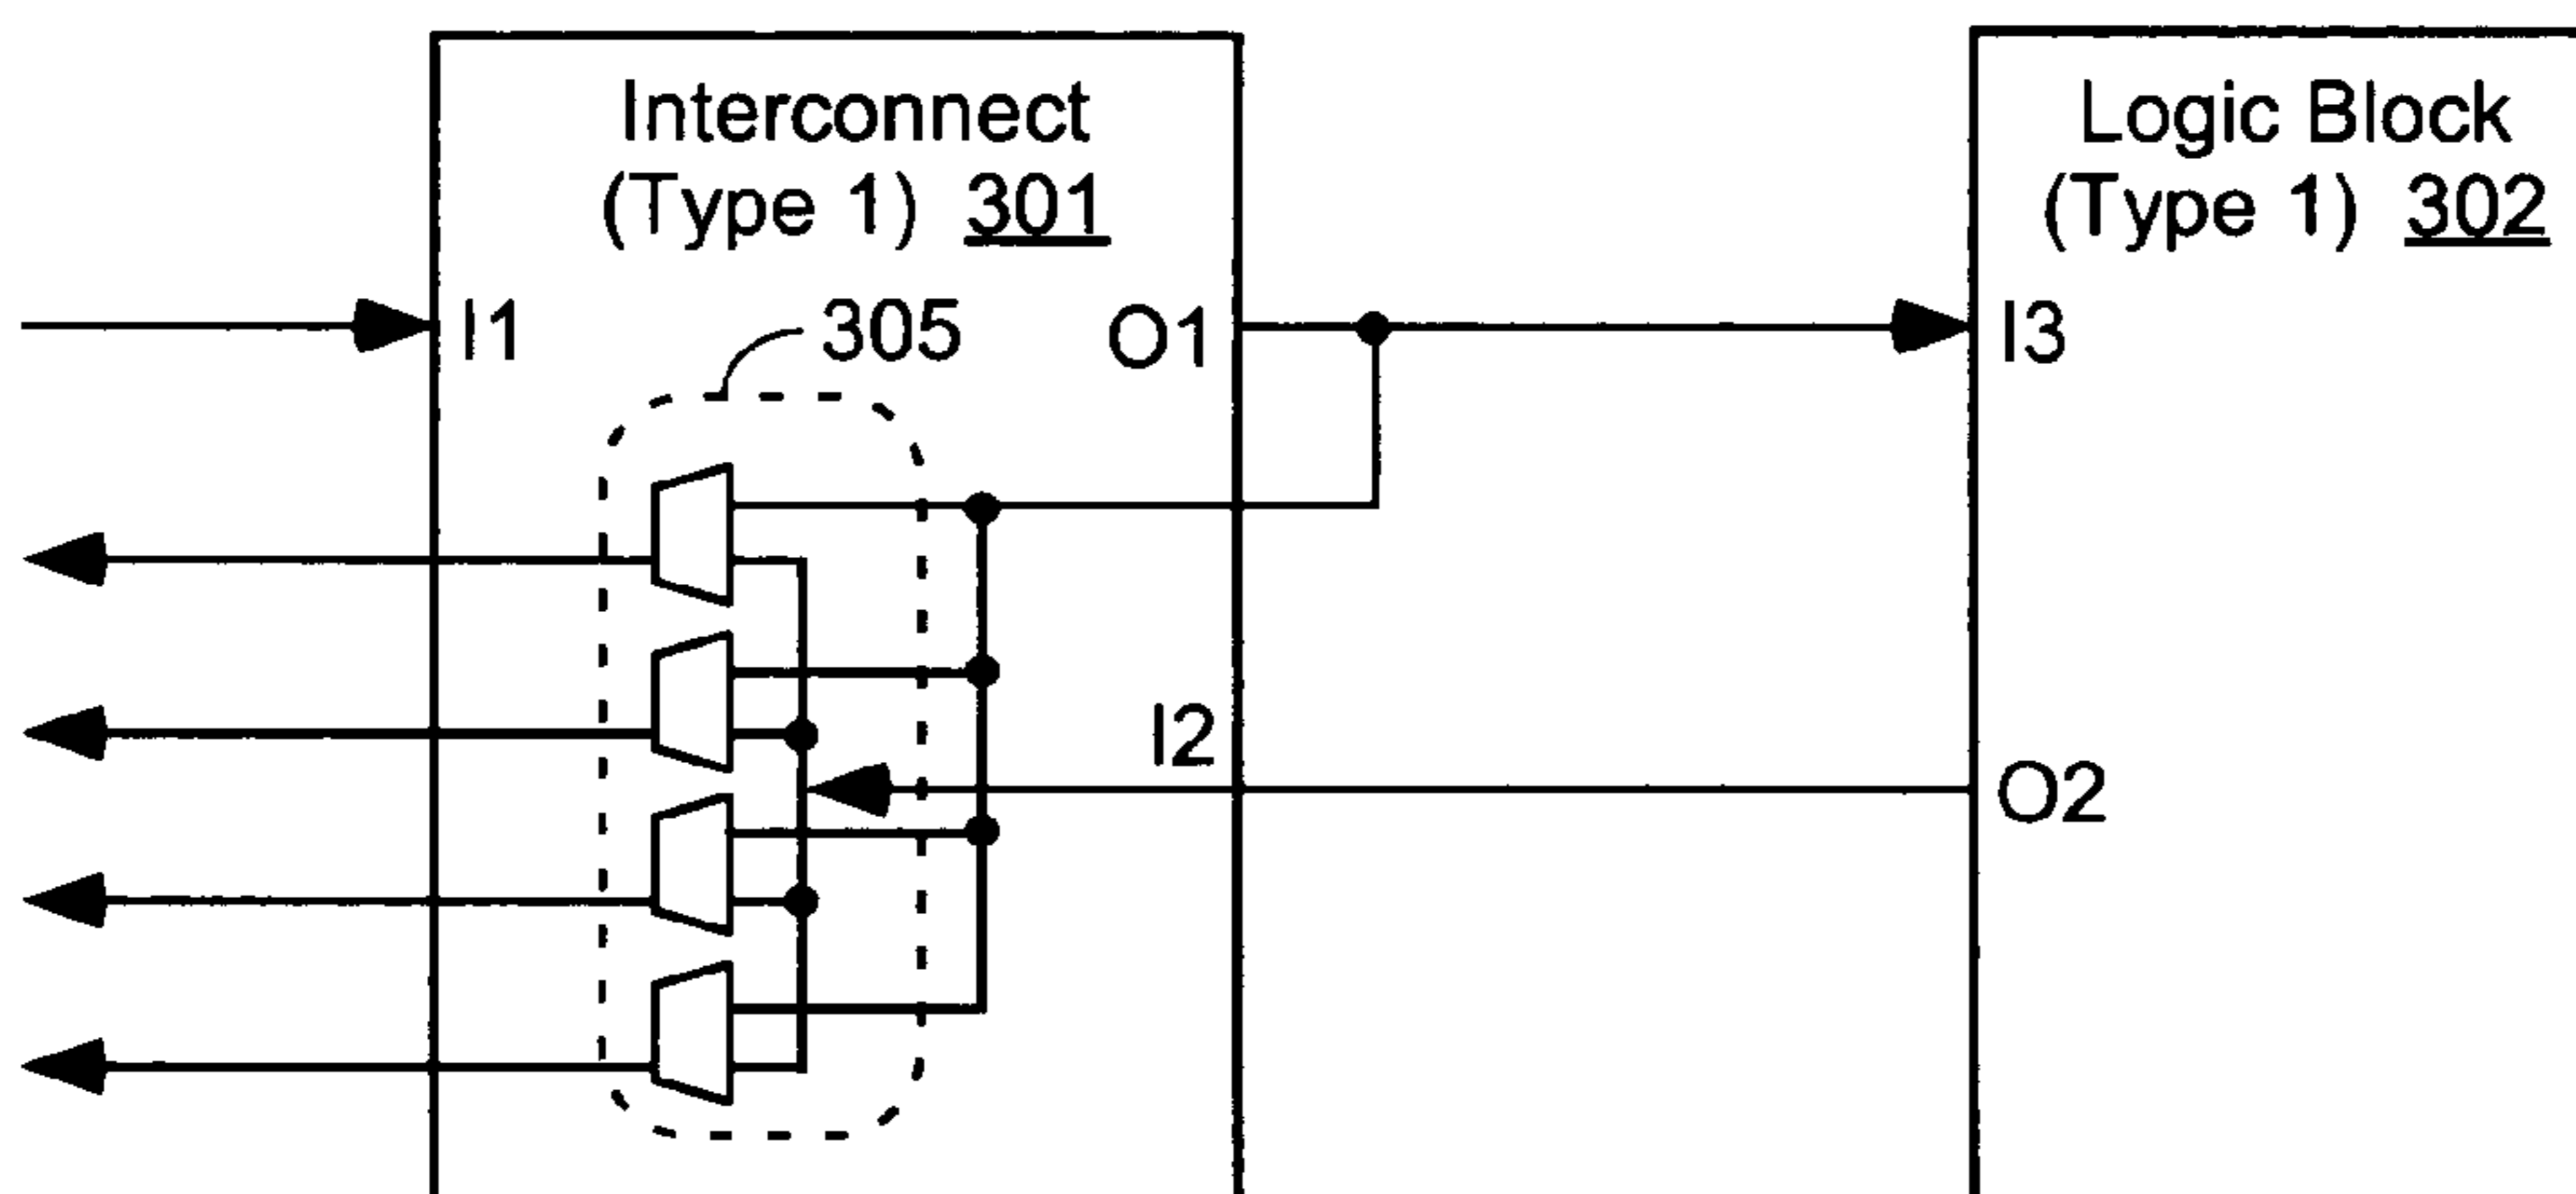 Interconnect
(Type 1) 301
Logic Block
(Type 1) 302
I1
305
O1
I3
I2
O2